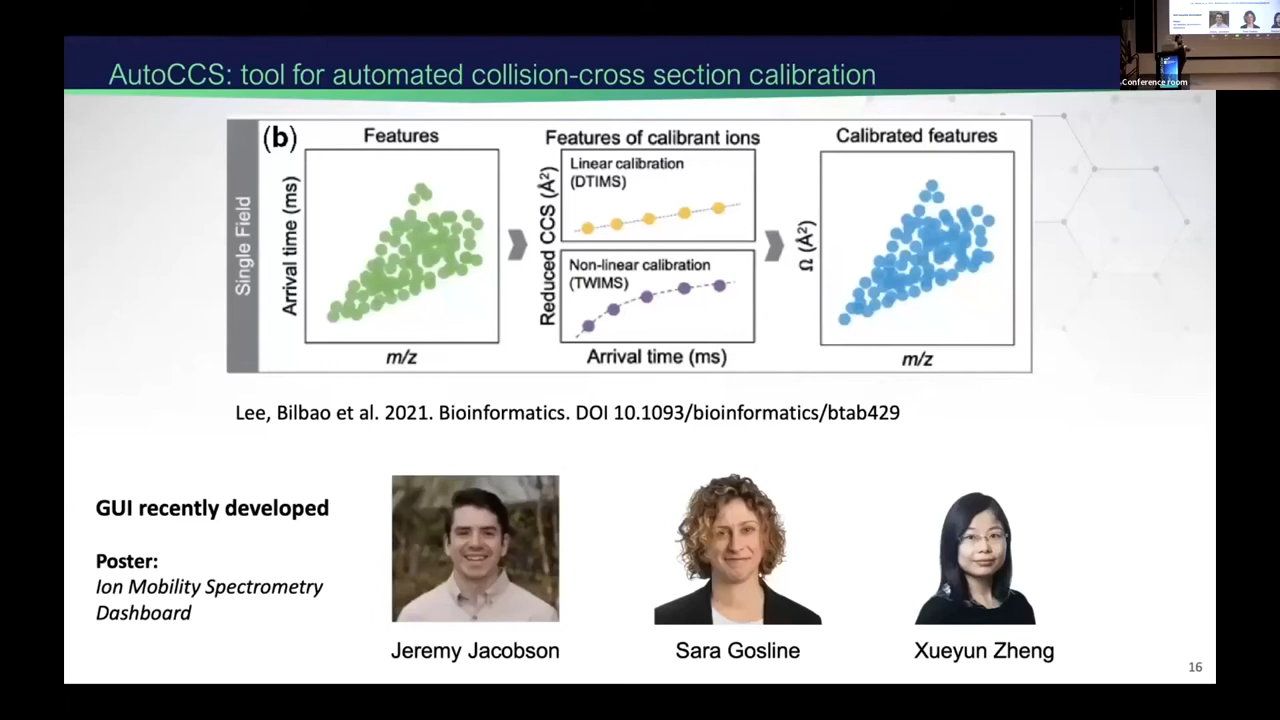 AutoCCS: tool for automated collision-cross section calibration
Conference room
Single Field
(b)
Features
Arrival time (ms)
m/z
Features of calibrant ions
Reduced CCS (Å²)
Linear calibration
(DTIMS)
Non-linear calibration
(TWIMS)
Arrival time (ms)
Calibrated features
Ω (Å²)
m/z
Lee, Bilbao et al. 2021. Bioinformatics. DOI 10.1093/bioinformatics/btab429
GUI recently developed
Poster:
Ion Mobility Spectrometry
Dashboard
Jeremy Jacobson
Sara Gosline
Xueyun Zheng
16